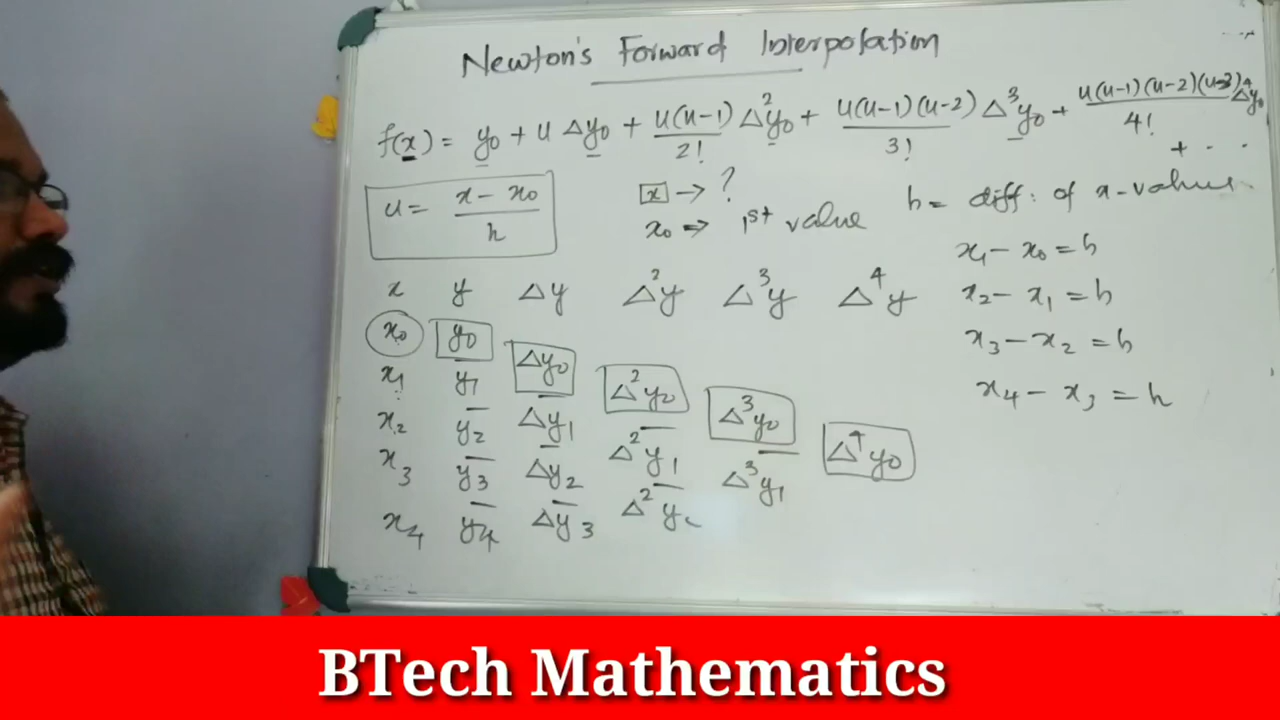 Newton's Forward Interpolation
f(x) = y₀ + u Δy₀ + u(u-1)/2! Δ²y₀ + u(u-1)(u-2)/3! Δ³y₀ + u(u-1)(u-2)(u-3)/4! Δ⁴y₀
+ . .
u = (x - x₀)/h
x → ?
x₀ ⇒ 1st value
h = diff: of x-values
x₁ - x₀ = h
x₂ - x₁ = h
x₃ - x₂ = h
x₄ - x₃ = h
x y Δy Δ²y Δ³y Δ⁴y
x₀ y₀
Δy₀
x₁ y₁ Δ²y₀
Δ³y₀
x₂ y₂ Δy₁
Δ²y₁ Δ⁴y₀
x₃ y₃ Δy₂ Δ³y₁
Δ²y₂
x₄ y₄ Δy₃
BTech Mathematics